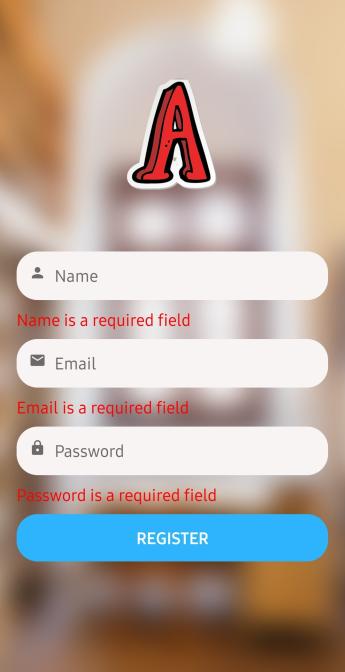 A
Name
Name is a required field
Email
Email is a required field
Password
Password is a required field
REGISTER